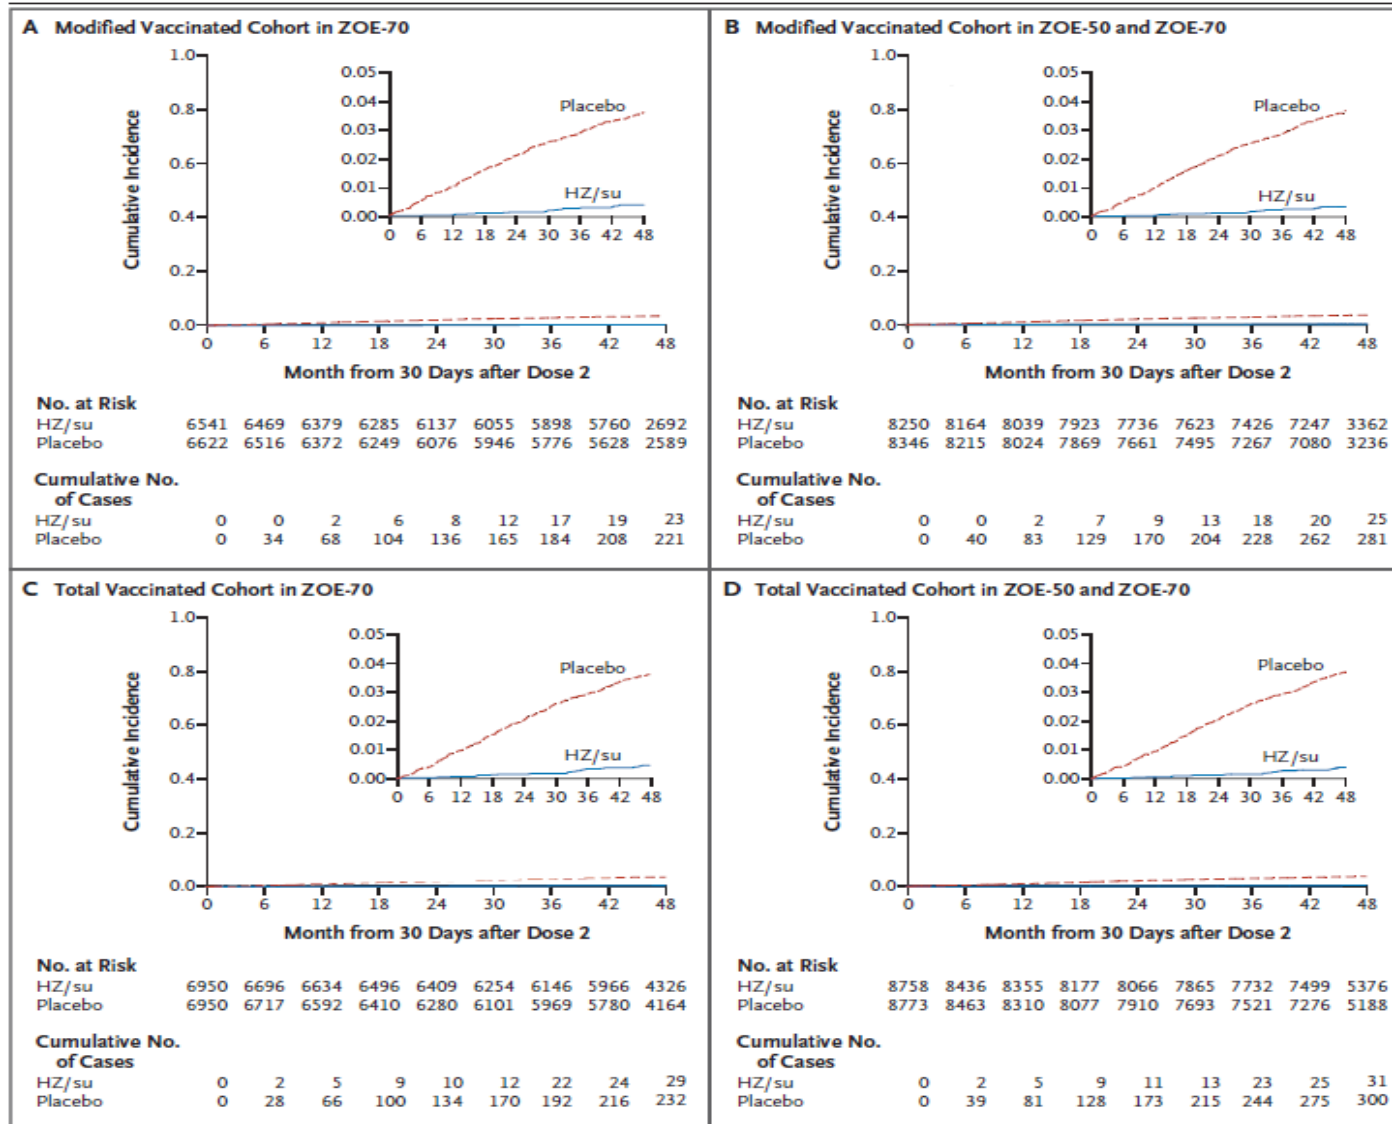 A Modified Vaccinated Cohort in ZOE-70
1.0
0.8
0.6
0.4
0.2
0.0
Cumulative Incidence
0.05
0.04
0.03
0.02
0.01
0.00
Placebo
HZ/su
0 6 12 18 24 30 36 42 48
0 6 12 18 24 30 36 42 48
Month from 30 Days after Dose 2
No. at Risk
HZ/su 6541 6469 6379 6285 6137 6055 5898 5760 2692
Placebo 6622 6516 6372 6249 6076 5946 5776 5628 2589
Cumulative No.
of Cases
HZ/su 0 0 2 6 8 12 17 19 23
Placebo 0 34 68 104 136 165 184 208 221
B Modified Vaccinated Cohort in ZOE-50 and ZOE-70
1.0
0.8
0.6
0.4
0.2
0.0
Cumulative Incidence
0.05
0.04
0.03
0.02
0.01
0.00
Placebo
HZ/su
0 6 12 18 24 30 36 42 48
0 6 12 18 24 30 36 42 48
Month from 30 Days after Dose 2
No. at Risk
HZ/su 8250 8164 8039 7923 7736 7623 7426 7247 3362
Placebo 8346 8215 8024 7869 7661 7495 7267 7080 3236
Cumulative No.
of Cases
HZ/su 0 0 2 7 9 13 18 20 25
Placebo 0 40 83 129 170 204 228 262 281
C Total Vaccinated Cohort in ZOE-70
1.0
0.8
0.6
0.4
0.2
0.0
Cumulative Incidence
0.05
0.04
0.03
0.02
0.01
0.00
Placebo
HZ/su
0 6 12 18 24 30 36 42 48
0 6 12 18 24 30 36 42 48
Month from 30 Days after Dose 2
No. at Risk
HZ/su 6950 6696 6634 6496 6409 6254 6146 5966 4326
Placebo 6950 6717 6592 6410 6280 6101 5969 5780 4164
Cumulative No.
of Cases
HZ/su 0 2 5 9 10 12 22 24 29
Placebo 0 28 66 100 134 170 192 216 232
D Total Vaccinated Cohort in ZOE-50 and ZOE-70
1.0
0.8
0.6
0.4
0.2
0.0
Cumulative Incidence
0.05
0.04
0.03
0.02
0.01
0.00
Placebo
HZ/su
0 6 12 18 24 30 36 42 48
0 6 12 18 24 30 36 42 48
Month from 30 Days after Dose 2
No. at Risk
HZ/su 8758 8436 8355 8177 8066 7865 7732 7499 5376
Placebo 8773 8463 8310 8077 7910 7693 7521 7276 5188
Cumulative No.
of Cases
HZ/su 0 2 5 9 11 13 23 25 31
Placebo 0 39 81 128 173 215 244 275 300